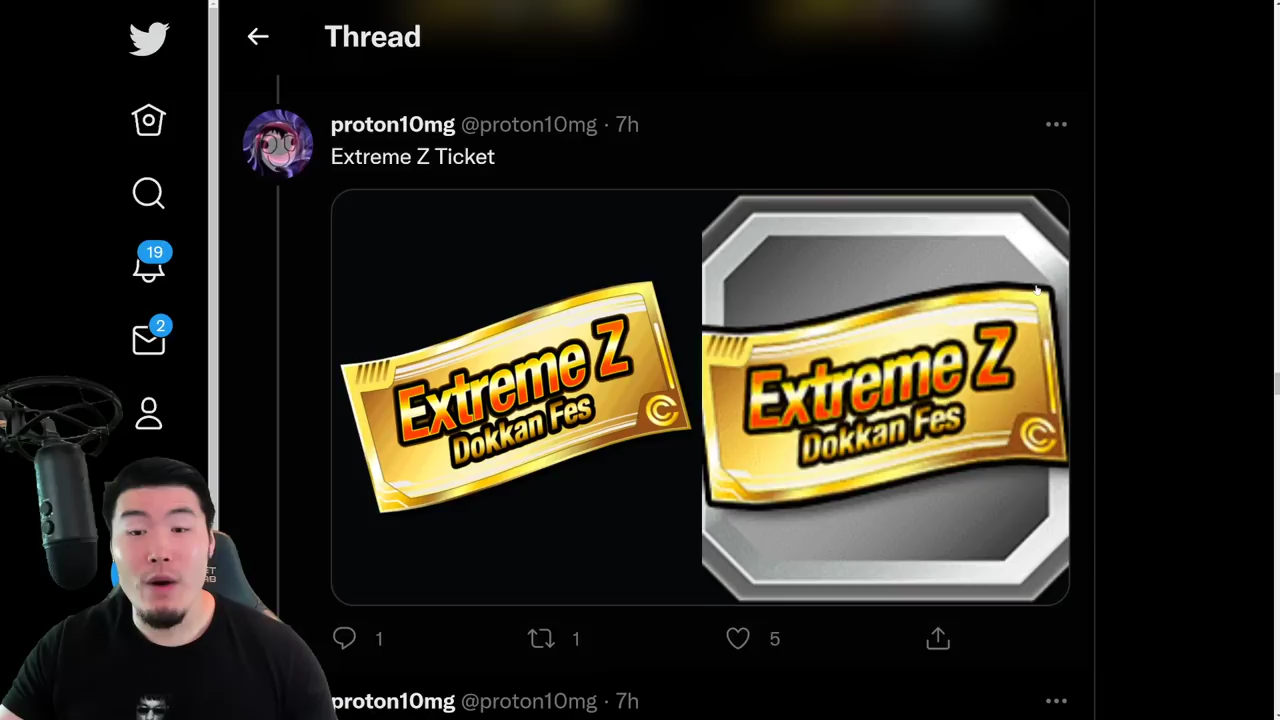 Thread
proton10mg @proton10mg · 7h
Extreme Z Ticket
19
2
Extreme Z
Dokkan Fes
Extreme Z
Dokkan Fes
1
1
5
proton10mg @proton10mg · 7h